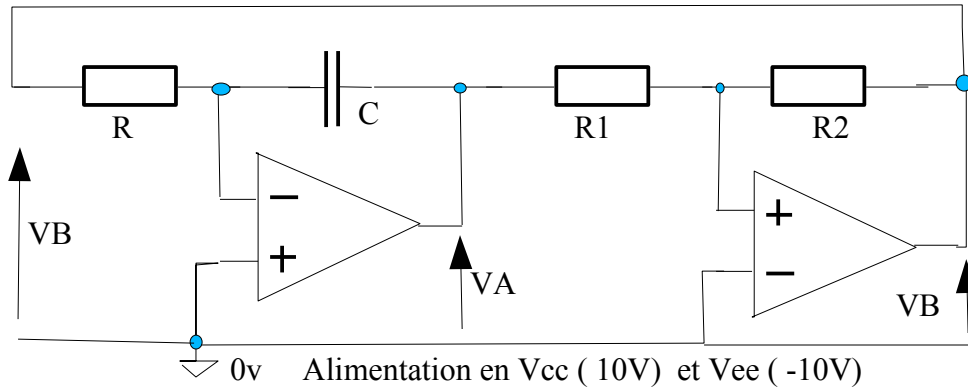 R
C
R1
R2
VB
−
+
VA
+
−
VB
0v Alimentation en Vcc ( 10V) et Vee ( -10V)